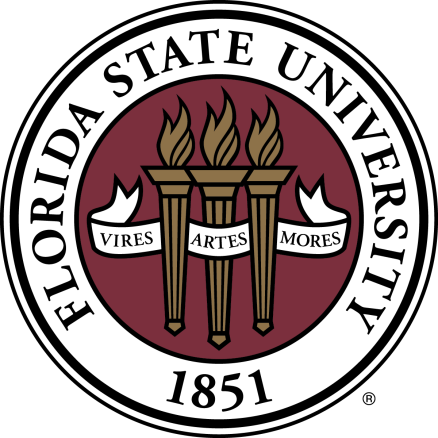 FLORIDA STATE UNIVERSITY
VIRES ARTES MORES
1851
®